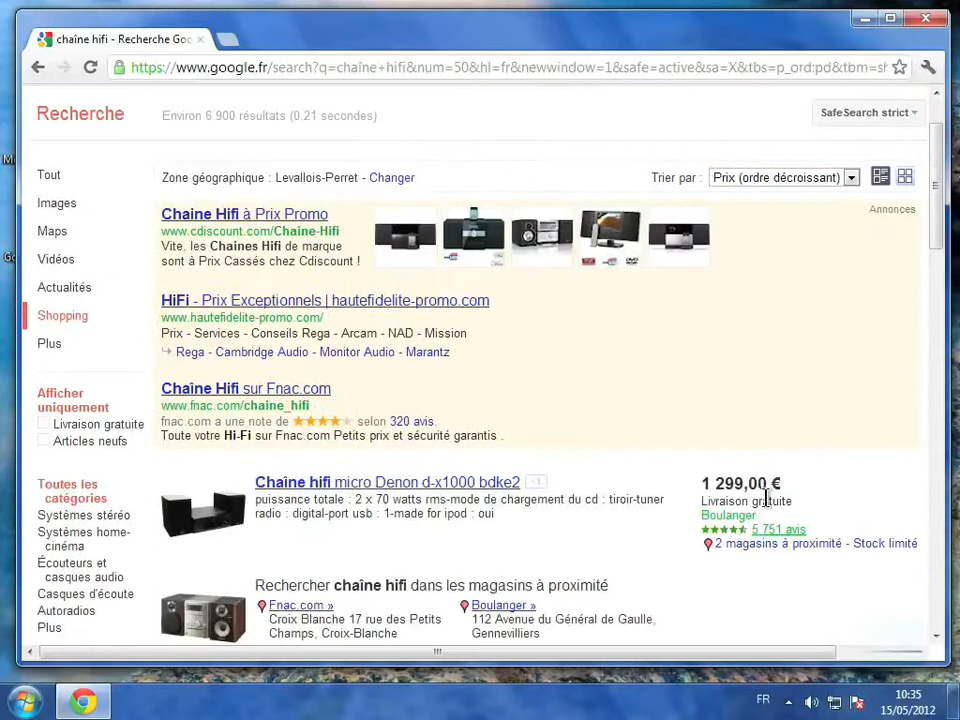 chaîne hifi - Recherche Goo
https://www.google.fr/search?q=chaîne+hifi&num=50&hl=fr&newwindow=1&safe=active&sa=X&tbs=p_ord:pd&tbm=sh
Recherche
Environ 6 900 résultats (0.21 secondes)
SafeSearch strict
Tout
Images
Maps
Vidéos
Actualités
Shopping
Plus
Afficher
uniquement
Livraison gratuite
Articles neufs
Toutes les
catégories
Systèmes stéréo
Systèmes home-
cinéma
Écouteurs et
casques audio
Casques d'écoute
Autoradios
Plus
Zone géographique : Levallois-Perret - Changer
Trier par : Prix (ordre décroissant)
Annonces
Chaine Hifi à Prix Promo
www.cdiscount.com/Chaine-Hifi
Vite, les Chaines Hifi de marque
sont à Prix Cassés chez Cdiscount !
HiFi - Prix Exceptionnels | hautefidelite-promo.com
www.hautefidelite-promo.com/
Prix - Services - Conseils Rega - Arcam - NAD - Mission
Rega - Cambridge Audio - Monitor Audio - Marantz
Chaîne Hifi sur Fnac.com
www.fnac.com/chaine_hifi
fnac.com a une note de ★★★★★ selon 320 avis.
Toute votre Hi-Fi sur Fnac.com Petits prix et sécurité garantis .
Chaîne hifi micro Denon d-x1000 bdke2 +1
puissance totale : 2 x 70 watts rms-mode de chargement du cd : tiroir-tuner
radio : digital-port usb : 1-made for ipod : oui
1 299,00 €
Livraison gratuite
Boulanger
5 751 avis
2 magasins à proximité - Stock limité
Rechercher chaîne hifi dans les magasins à proximité
Fnac.com »
Croix Blanche 17 rue des Petits
Champs, Croix-Blanche
Boulanger »
112 Avenue du Général de Gaulle,
Gennevilliers
FR
10:35
15/05/2012